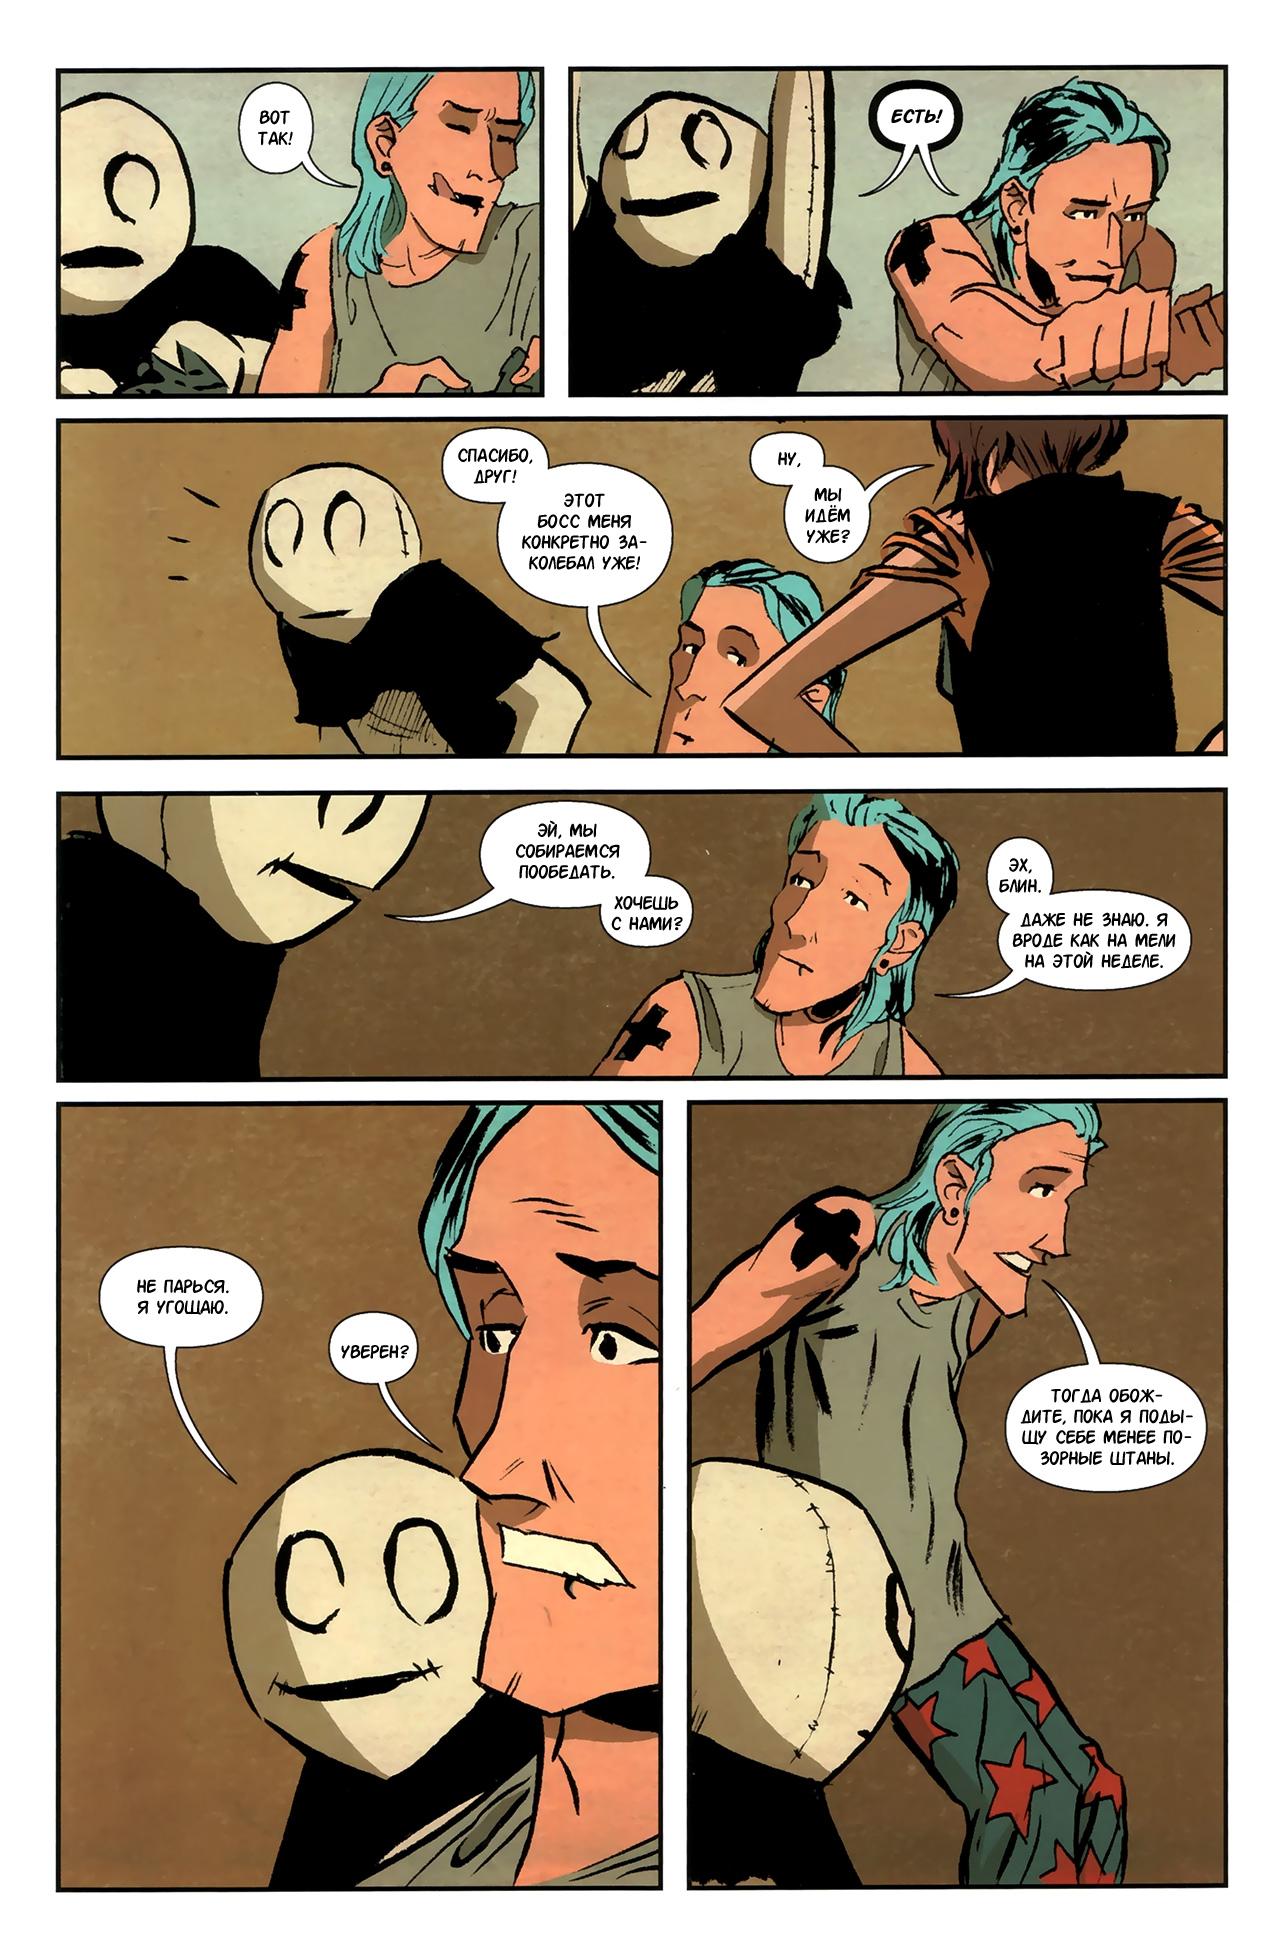 ВОТ
ТАК!
ЕСТЬ!
СПАСИБО,
ДРУГ!
ЭТОТ
БОСС МЕНЯ
КОНКРЕТНО ЗА-
КОЛЕБАЛ УЖЕ!
НУ,
МЫ
ИДЁМ
УЖЕ?
ЭЙ, МЫ
СОБИРАЕМСЯ
ПООБЕДАТЬ.
ХОЧЕШЬ
С НАМИ?
ЭХ,
БЛИН.
ДАЖЕ НЕ ЗНАЮ. Я
ВРОДЕ КАК НА МЕЛИ
НА ЭТОЙ НЕДЕЛЕ.
НЕ ПАРЬСЯ.
Я УГОЩАЮ.
УВЕРЕН?
ТОГДА ОБОЖ-
ДИТЕ, ПОКА Я ПОДЫ-
ЩУ СЕБЕ МЕНЕЕ ПО-
ЗОРНЫЕ ШТАНЫ.